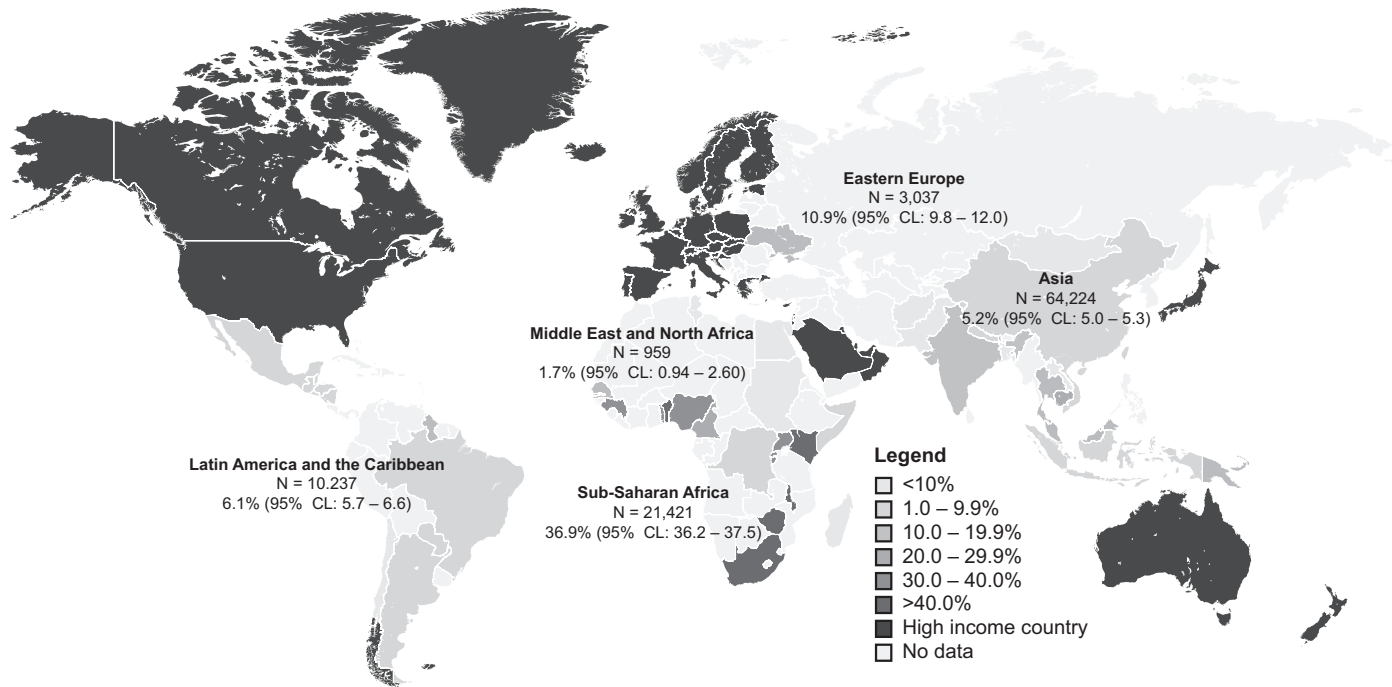 Eastern Europe
N = 3,037
10.9% (95% CL: 9.8 – 12.0)
Asia
N = 64,224
5.2% (95% CL: 5.0 – 5.3)
Middle East and North Africa
N = 959
1.7% (95% CL: 0.94 – 2.60)
Latin America and the Caribbean
N = 10.237
6.1% (95% CL: 5.7 – 6.6)
Sub-Saharan Africa
N = 21,421
36.9% (95% CL: 36.2 – 37.5)
Legend
<10%
1.0 – 9.9%
10.0 – 19.9%
20.0 – 29.9%
30.0 – 40.0%
>40.0%
High income country
No data